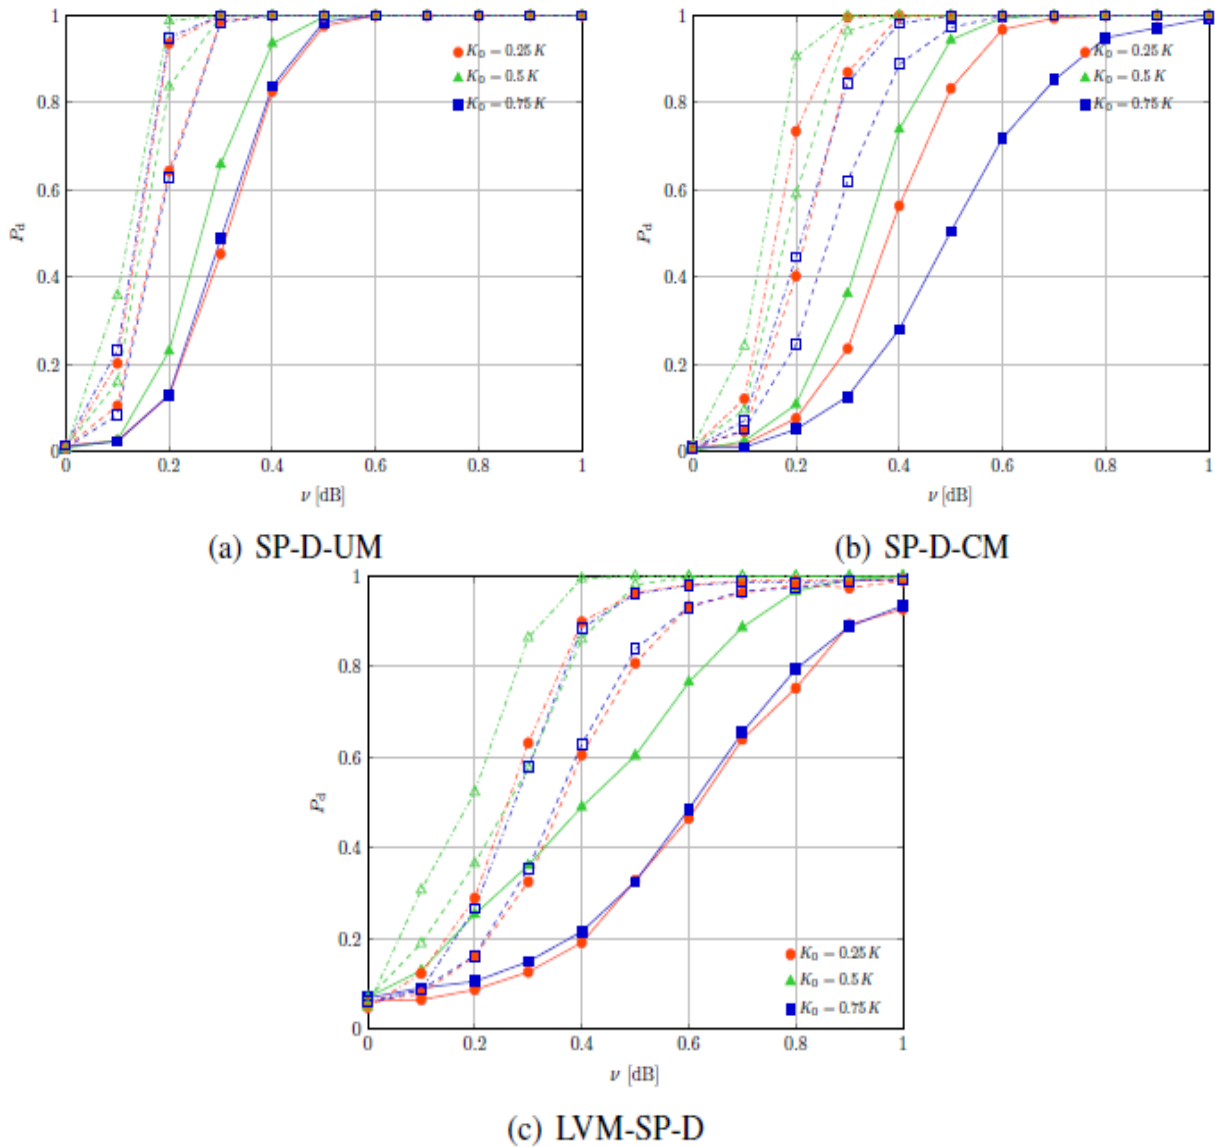 1
0.8
0.6
0.4
0.2
0
P_d
0 0.2 0.4 0.6 0.8 1
ν [dB]
K_0 = 0.25 K
K_0 = 0.5 K
K_0 = 0.75 K
(a) SP-D-UM
1
0.8
0.6
0.4
0.2
0
P_d
0 0.2 0.4 0.6 0.8 1
ν [dB]
K_0 = 0.25 K
K_0 = 0.5 K
K_0 = 0.75 K
(b) SP-D-CM
1
0.8
0.6
0.4
0.2
0
P_d
0 0.2 0.4 0.6 0.8 1
ν [dB]
K_0 = 0.25 K
K_0 = 0.5 K
K_0 = 0.75 K
(c) LVM-SP-D